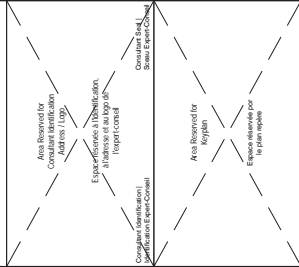 Area Reserved for
Consultant Identification
Address / Logo
Espace réservée à l'identification,
à l'adresse et au logo de
l'expert-conseil
Consultant Identification |
Identification Expert-Conseil
Consultant Seal |
Sceau Expert-Conseil
Area Reserved for
Keyplan
Espace réservée por
le plan repère